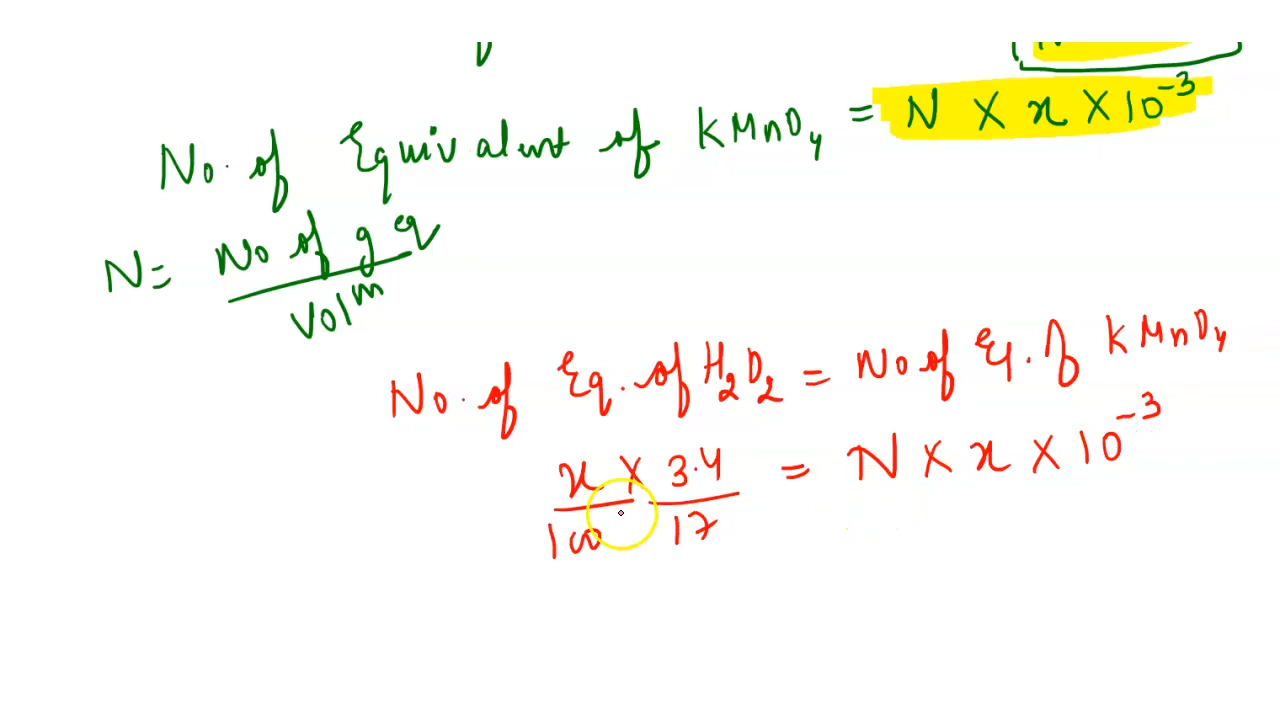 No. of Equivalent of KMnO4 = N X x X 10^-3
N = No of g eq / Vol^m
No. of Eq. of H2O2 = No of Eq. of KMnO4
x/100 X 3.4/17 = N X x X 10^-3